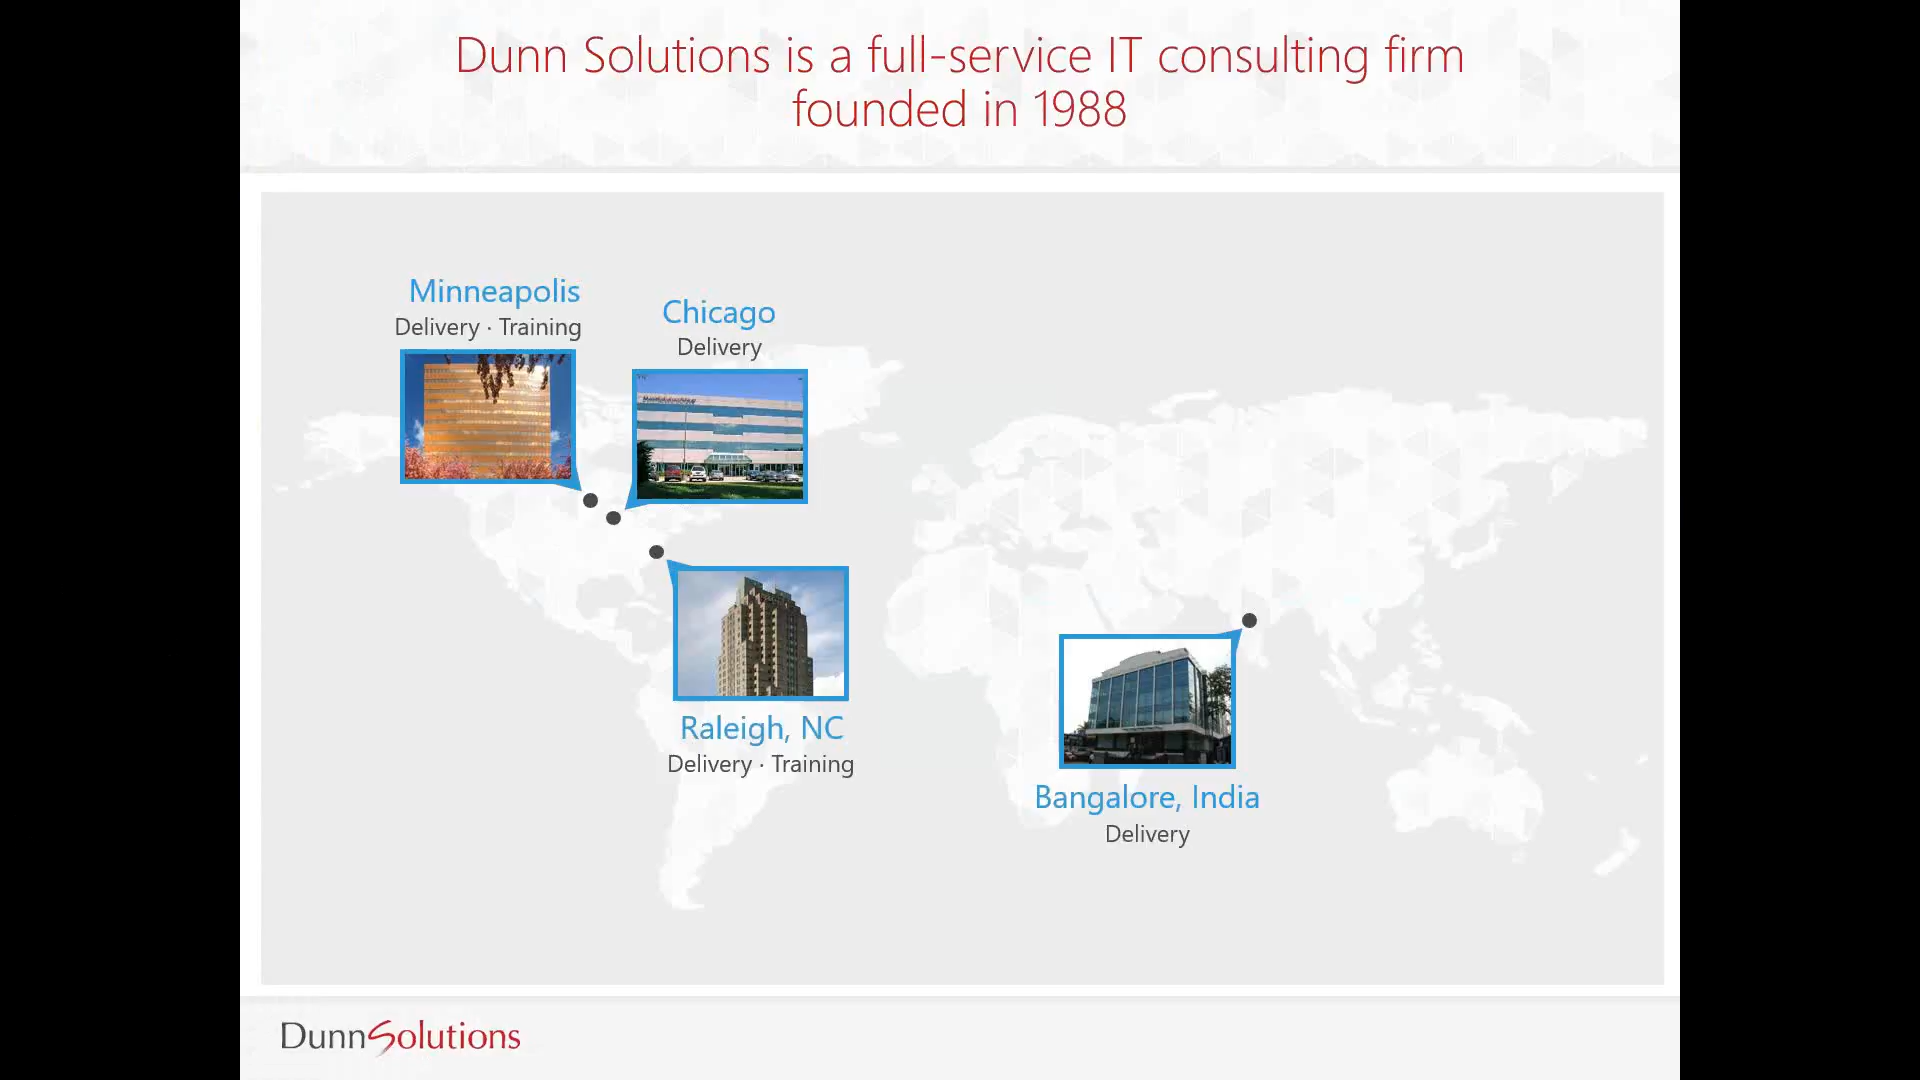 Dunn Solutions is a full-service IT consulting firm
founded in 1988
Minneapolis
Delivery · Training
Chicago
Delivery
Raleigh, NC
Delivery · Training
Bangalore, India
Delivery
DunnSolutions